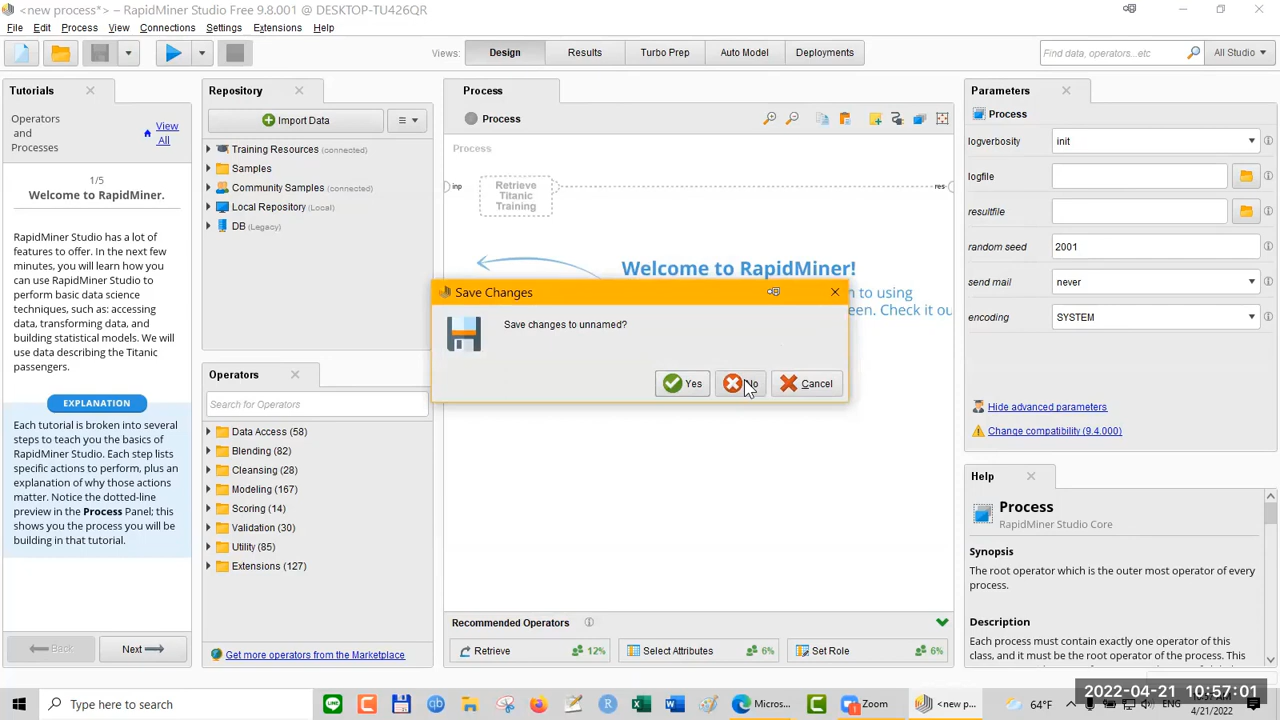 <new process*> – RapidMiner Studio Free 9.8.001 @ DESKTOP-TU426QR
File Edit Process View Connections Settings Extensions Help
Views: Design Results Turbo Prep Auto Model Deployments Find data, operators...etc All Studio
Tutorials
Operators
and
Processes
View
All
1/5
Welcome to RapidMiner.
RapidMiner Studio has a lot of
features to offer. In the next few
minutes, you will learn how you
can use RapidMiner Studio to
perform basic data science
techniques, such as: accessing
data, transforming data, and
building statistical models. We
will use data describing the Titanic
passengers.
EXPLANATION
Each tutorial is broken into several
steps to teach you the basics of
RapidMiner Studio. Each step lists
specific actions to perform, plus an
explanation of why those actions
matter. Notice the dotted-line
preview in the Process Panel; this
shows you the process you will be
building in that tutorial.
Back Next
Repository
Import Data
Training Resources (connected)
Samples
Community Samples (connected)
Local Repository (Local)
DB (Legacy)
Operators
Search for Operators
Data Access (58)
Blending (82)
Cleansing (28)
Modeling (167)
Scoring (14)
Validation (30)
Utility (85)
Extensions (127)
Get more operators from the Marketplace
Process
Process
Process
inp
Retrieve
Titanic
Training
res
Welcome to RapidMiner!
to using
een. Check it ou
Save Changes
Save changes to unnamed?
Yes Cancel
Recommended Operators
Retrieve 12% Select Attributes 6% Set Role 6%
Parameters
Process
logverbosity init
logfile
resultfile
random seed 2001
send mail never
encoding SYSTEM
Hide advanced parameters
Change compatibility (9.4.000)
Help
Process
RapidMiner Studio Core
Synopsis
The root operator which is the outer most operator of every
process.
Description
Each process must contain exactly one operator of this
class, and it must be the root operator of the process. This
Type here to search LINE qb R Micros... Zoom <new p... 64°F ENG
2022-04-21 10:57:01
4/21/2022